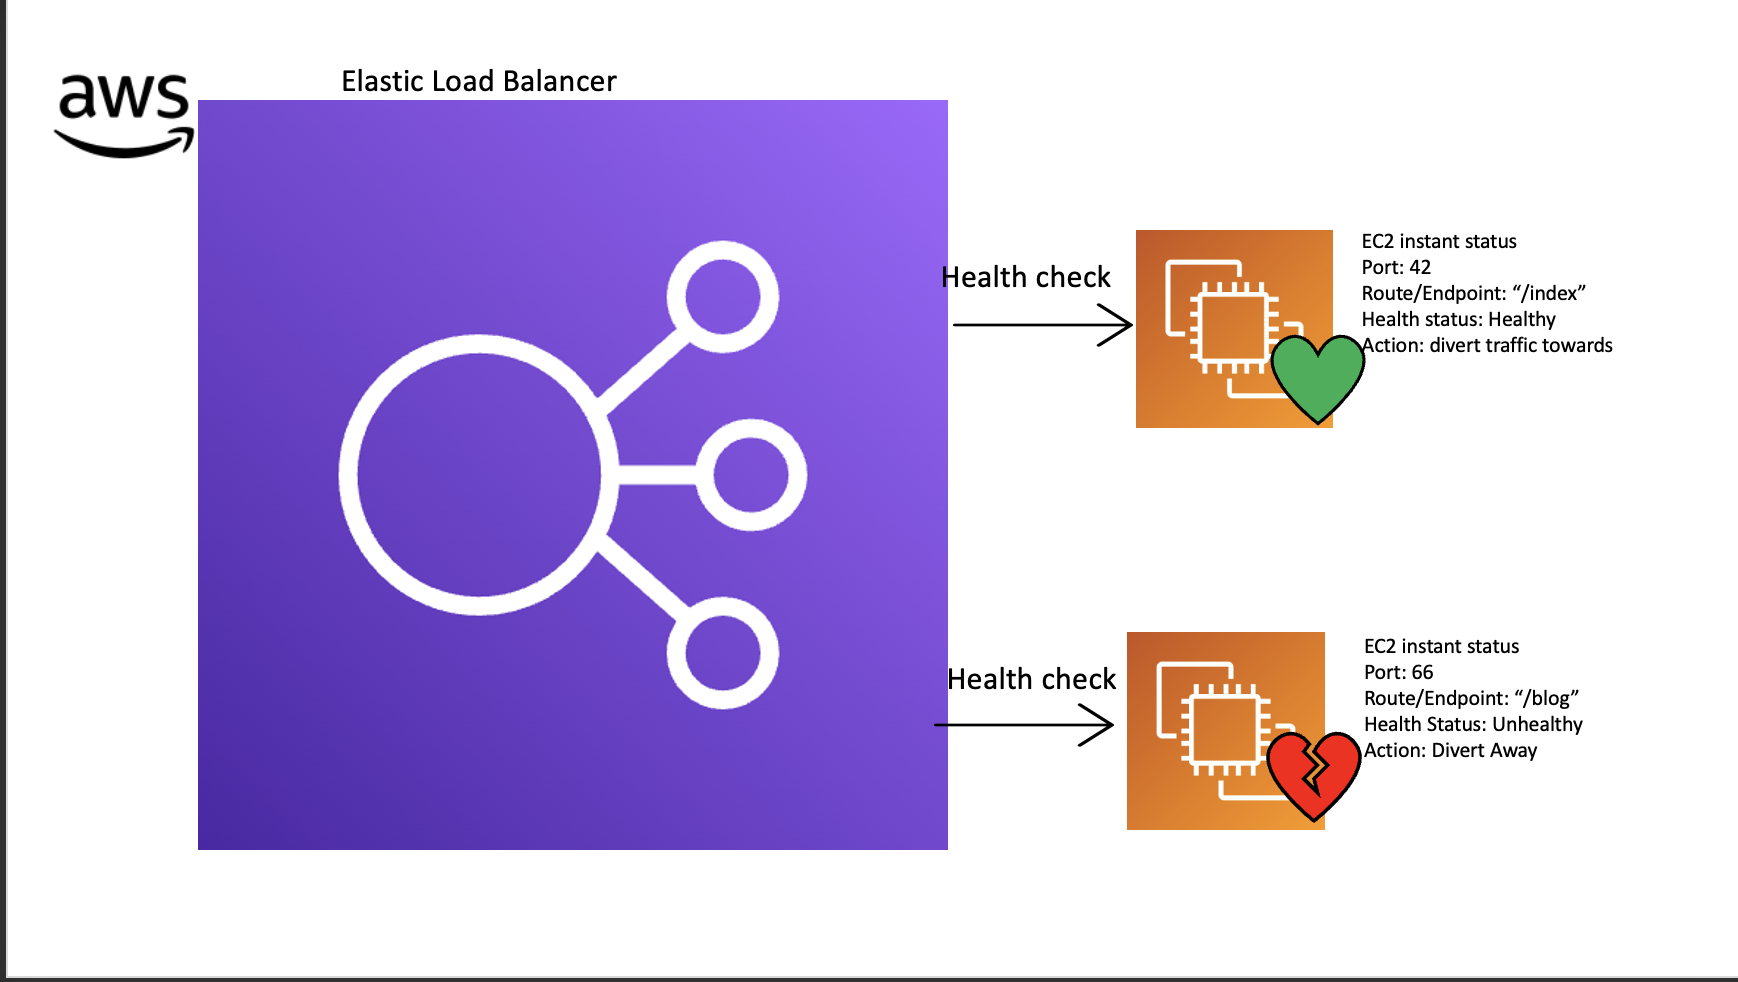 aws
Elastic Load Balancer
Health check
EC2 instant status
Port: 42
Route/Endpoint: “/index”
Health status: Healthy
Action: divert traffic towards
Health check
EC2 instant status
Port: 66
Route/Endpoint: “/blog”
Health Status: Unhealthy
Action: Divert Away